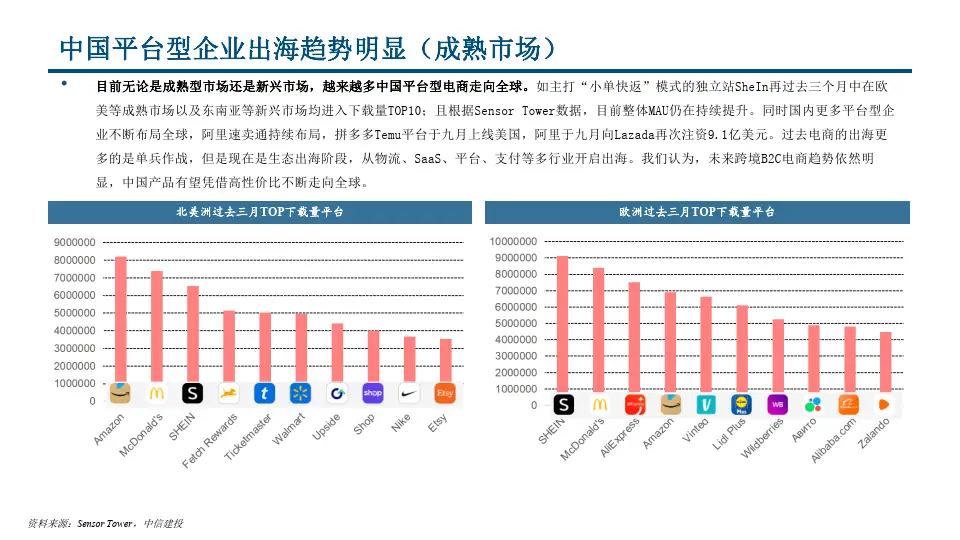 中国平台型企业出海趋势明显（成熟市场）
• 目前无论是成熟型市场还是新兴市场，越来越多中国平台型电商走向全球。如主打“小单快返”模式的独立站SheIn再过去三个月中在欧
美等成熟市场以及东南亚等新兴市场均进入下载量TOP10；且根据Sensor Tower数据，目前整体MAU仍在持续提升。同时国内更多平台型企
业不断布局全球，阿里速卖通持续布局，拼多多Temu平台于九月上线美国，阿里于九月向Lazada再次注资9.1亿美元。过去电商的出海更
多的是单兵作战，但是现在是生态出海阶段，从物流、SaaS、平台、支付等多行业开启出海。我们认为，未来跨境B2C电商趋势依然明
显，中国产品有望凭借高性价比不断走向全球。
北美洲过去三月TOP下载量平台
9000000
8000000
7000000
6000000
5000000
4000000
3000000
2000000
1000000
0
S
t
shop
Etsy
Amazon
McDonald's
SHEIN
Fetch Rewards
Ticketmaster
Walmart
Upside
Shop
Nike
Etsy
欧洲过去三月TOP下载量平台
10000000
9000000
8000000
7000000
6000000
5000000
4000000
3000000
2000000
1000000
0
S
V
WB
SHEIN
McDonald's
AliExpress
Amazon
Vinted
Lidl Plus
Wildberries
Авито
Alibaba.com
Zalando
资料来源：Sensor Tower，中信建投